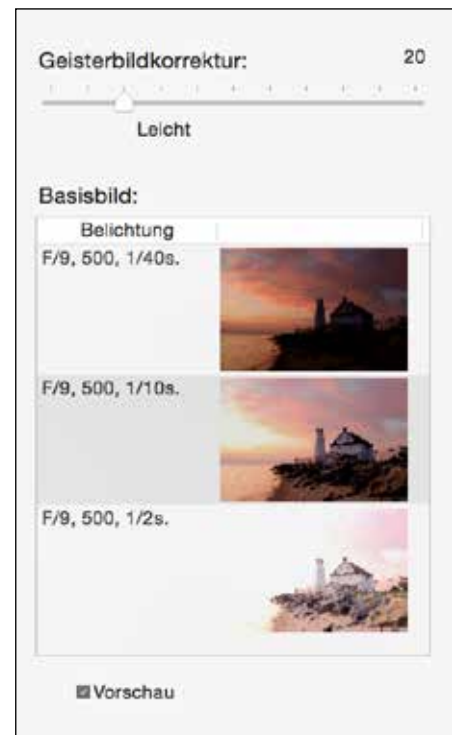 Geisterbildkorrektur: 20
Leicht
Basisbild:
Belichtung
F/9, 500, 1/40s.
F/9, 500, 1/10s.
F/9, 500, 1/2s.
Vorschau